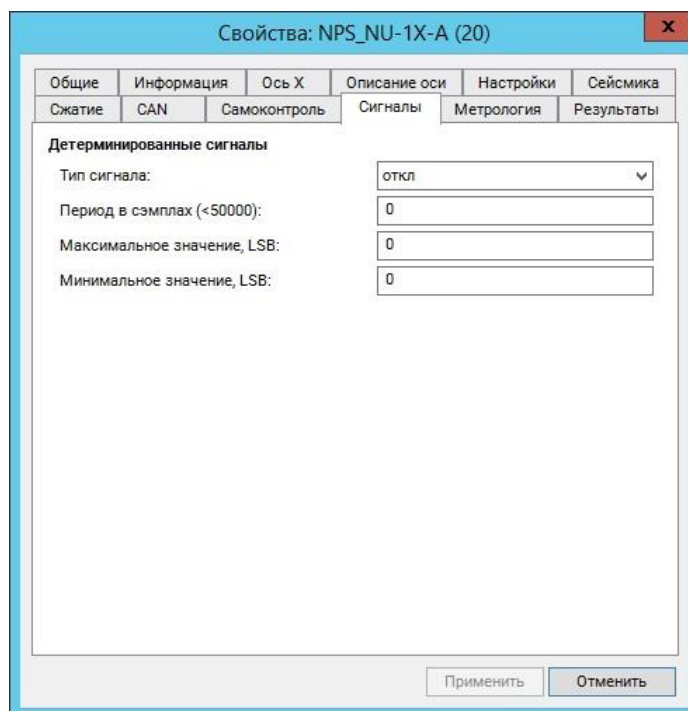 Свойства: NPS_NU-1X-A (20)
x
Общие Информация Ось X Описание оси Настройки Сейсмика
Сжатие CAN Самоконтроль Сигналы Метрология Результаты
Детерминированные сигналы
Тип сигнала: откл
Период в сэмплах (<50000): 0
Максимальное значение, LSB: 0
Минимальное значение, LSB: 0
Применить Отменить